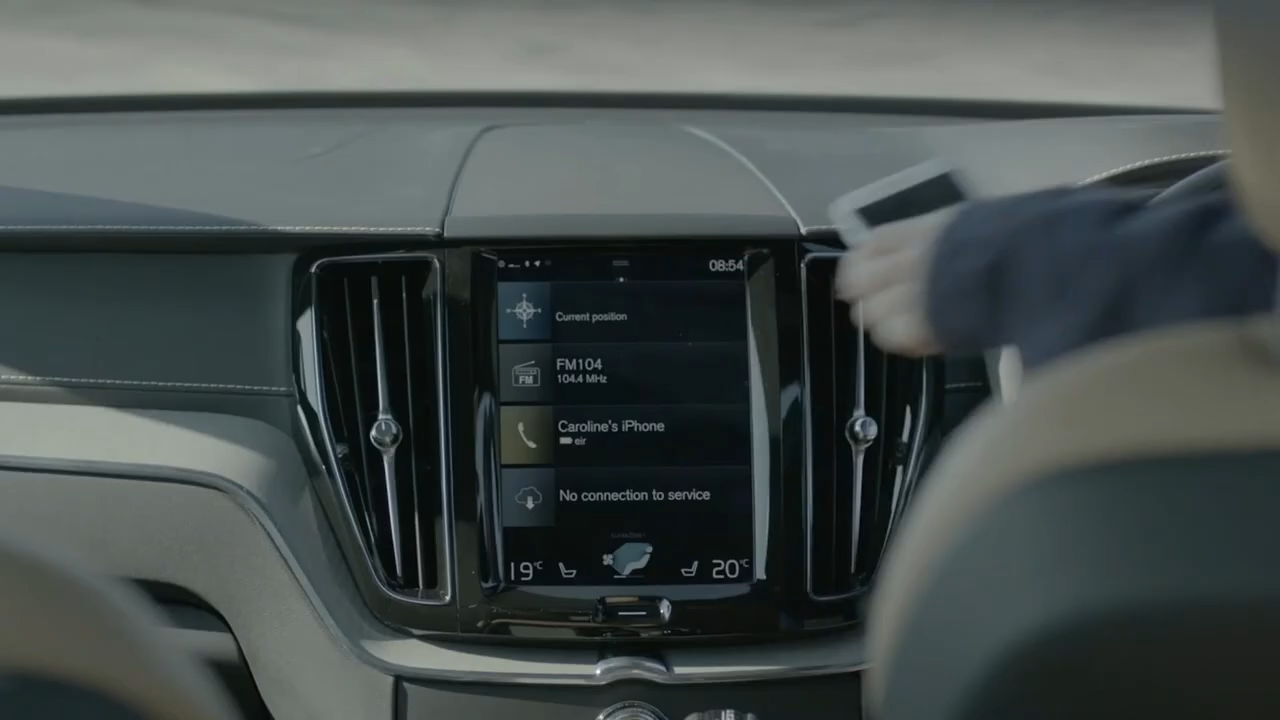 08:54
Current position
FM104
104.4 MHz
FM
Caroline's iPhone
eir
No connection to service
19°C
20°C